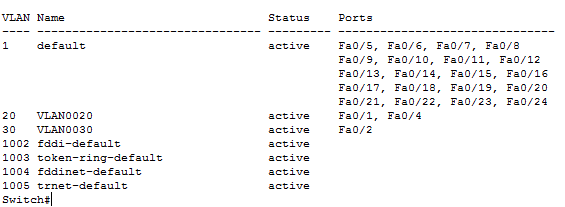 VLAN Name                             Status    Ports
---- -------------------------------- --------- -------------------------------
1    default                          active    Fa0/5, Fa0/6, Fa0/7, Fa0/8
                                                Fa0/9, Fa0/10, Fa0/11, Fa0/12
                                                Fa0/13, Fa0/14, Fa0/15, Fa0/16
                                                Fa0/17, Fa0/18, Fa0/19, Fa0/20
                                                Fa0/21, Fa0/22, Fa0/23, Fa0/24
20   VLAN0020                         active    Fa0/1, Fa0/4
30   VLAN0030                         active    Fa0/2
1002 fddi-default                     active
1003 token-ring-default               active
1004 fddinet-default                  active
1005 trnet-default                    active
Switch#